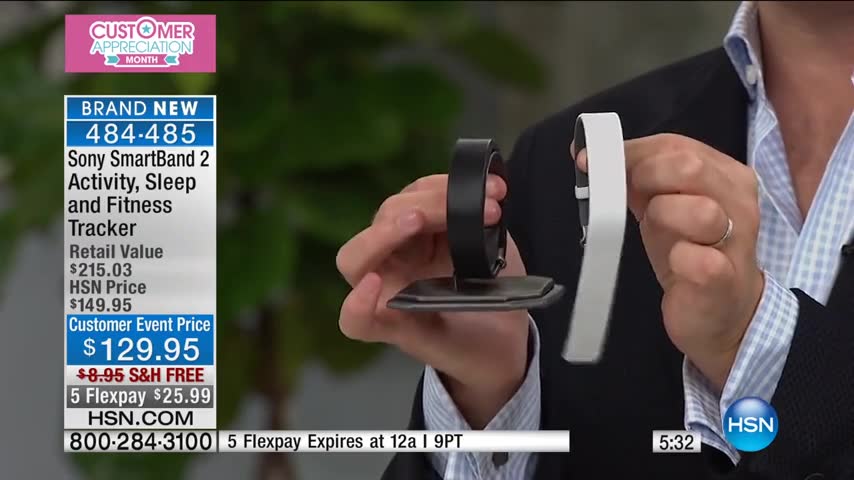 CUSTOMER
APPRECIATION
MONTH
BRAND NEW
484-485
Sony SmartBand 2
Activity, Sleep
and Fitness
Tracker
Retail Value
$215.03
HSN Price
$149.95
Customer Event Price
$129.95
$8.95 S&H FREE
5 Flexpay $25.99
HSN.COM
800-284-3100
5 Flexpay Expires at 12a | 9PT
5:32
HSN